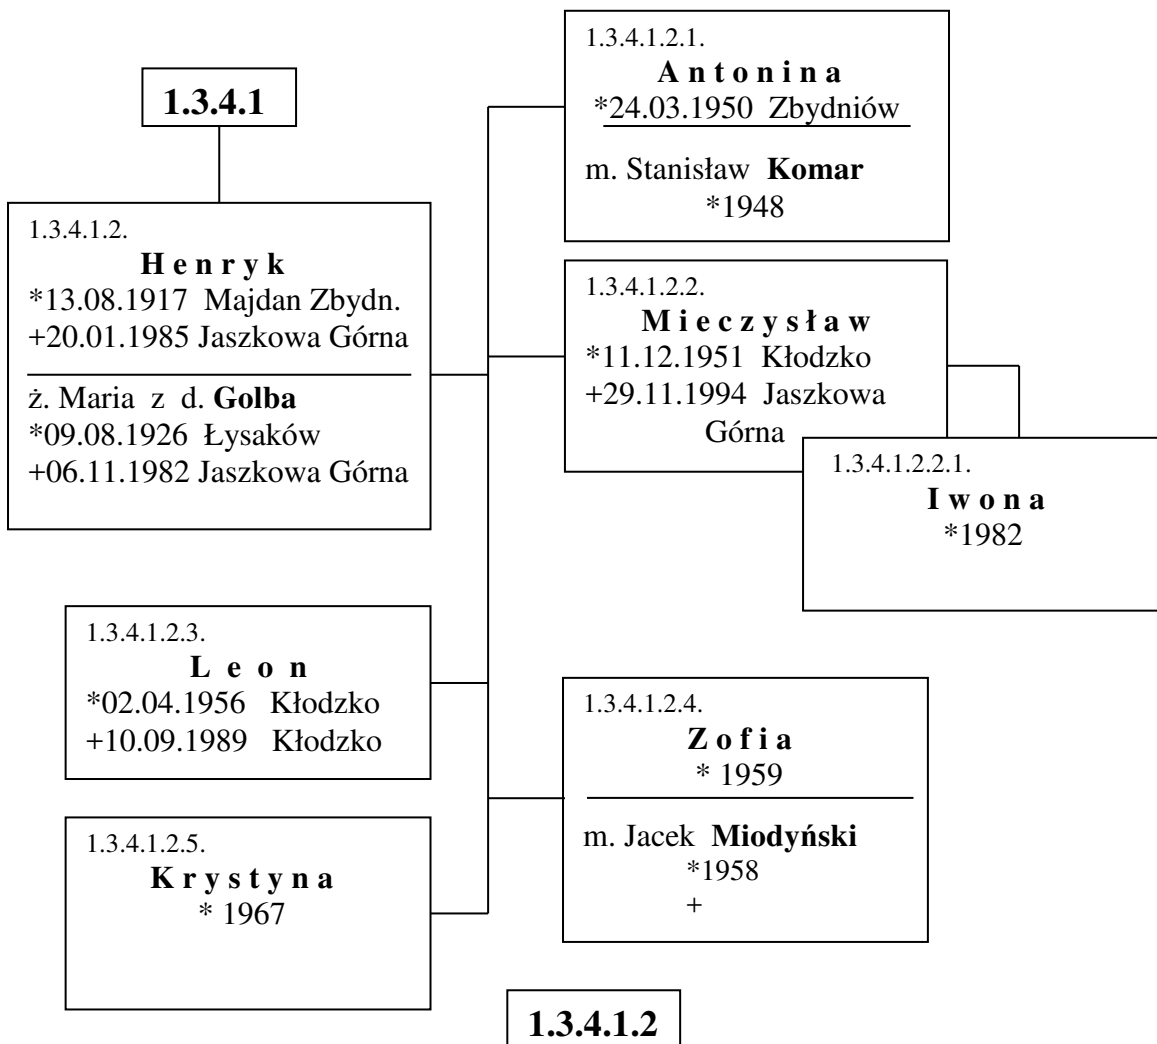 1.3.4.1
1.3.4.1.2.
H e n r y k
*13.08.1917 Majdan Zbydn.
+20.01.1985 Jaszkowa Górna
ż. Maria z d. Golba
*09.08.1926 Łysaków
+06.11.1982 Jaszkowa Górna
1.3.4.1.2.1.
A n t o n i n a
*24.03.1950 Zbydniów
m. Stanisław Komar
*1948
1.3.4.1.2.2.
M i e c z y s ł a w
*11.12.1951 Kłodzko
+29.11.1994 Jaszkowa
Górna
1.3.4.1.2.2.1.
I w o n a
*1982
1.3.4.1.2.3.
L e o n
*02.04.1956 Kłodzko
+10.09.1989 Kłodzko
1.3.4.1.2.4.
Z o f i a
* 1959
m. Jacek Miodyński
*1958
+
1.3.4.1.2.5.
K r y s t y n a
* 1967
1.3.4.1.2